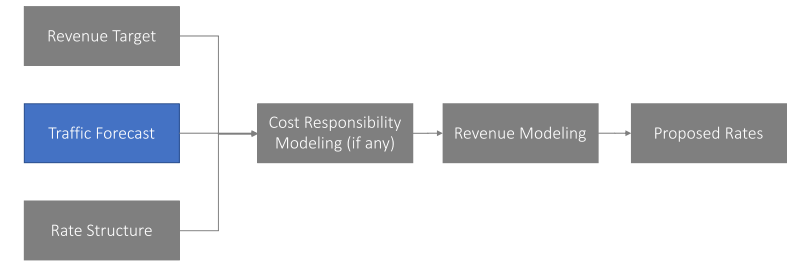 Revenue Target
Traffic Forecast
Rate Structure
Cost Responsibility
Modeling (if any)
Revenue Modeling
Proposed Rates